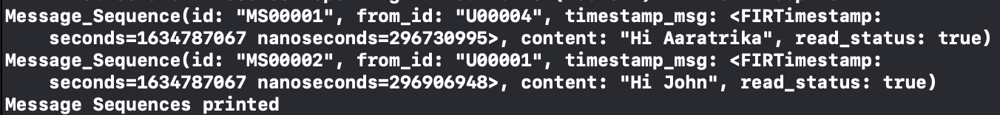 Message_Sequence(id: "MS00001", from_id: "U00004", timestamp_msg: <FIRTimestamp:
seconds=1634787067 nanoseconds=296730995>, content: "Hi Aaratrika", read_status: true)
Message_Sequence(id: "MS00002", from_id: "U00001", timestamp_msg: <FIRTimestamp:
seconds=1634787067 nanoseconds=296906948>, content: "Hi John", read_status: true)
Message Sequences printed